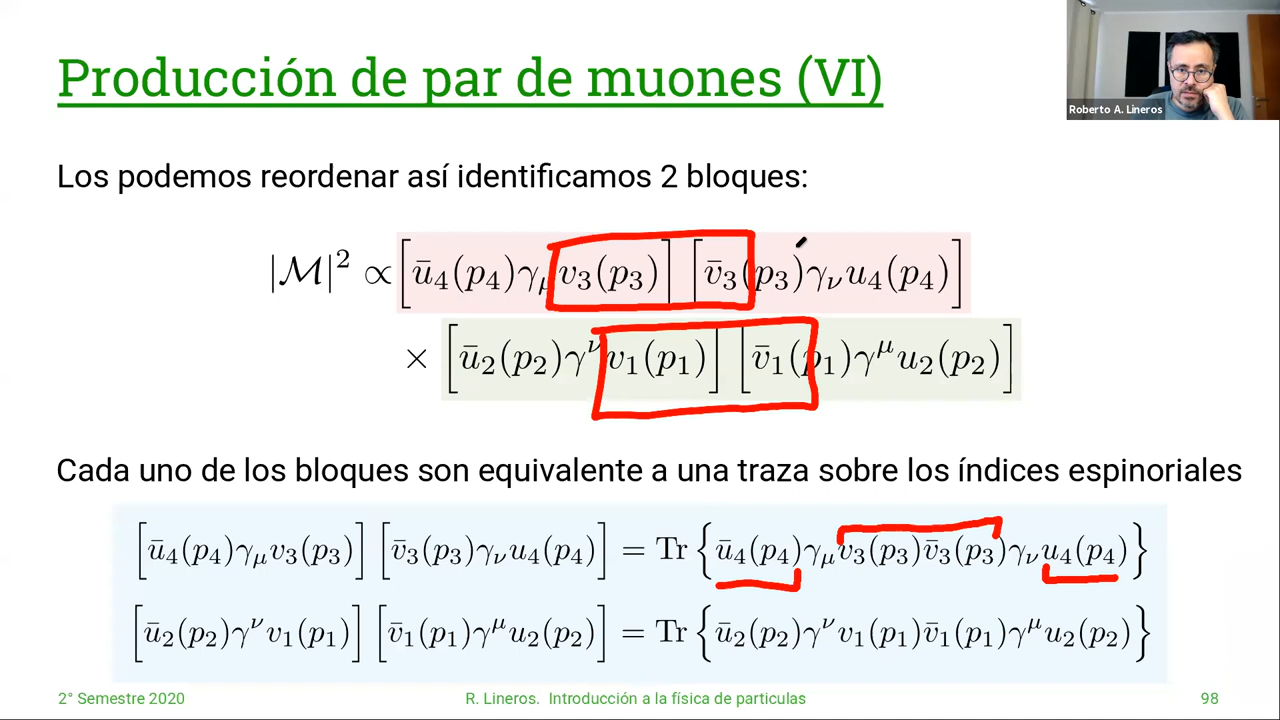 Producción de par de muones (VI)
Roberto A. Lineros
Los podemos reordenar así identificamos 2 bloques:
|ℳ|² ∝ [ū₄(p₄)γ_μ v₃(p₃)] [v̄₃(p₃)γ_ν u₄(p₄)]
× [ū₂(p₂)γ^ν v₁(p₁)] [v̄₁(p₁)γ^μ u₂(p₂)]
Cada uno de los bloques son equivalente a una traza sobre los índices espinoriales
[ū₄(p₄)γ_μ v₃(p₃)] [v̄₃(p₃)γ_ν u₄(p₄)] = Tr {ū₄(p₄)γ_μ v₃(p₃)v̄₃(p₃)γ_ν u₄(p₄)}
[ū₂(p₂)γ^ν v₁(p₁)] [v̄₁(p₁)γ^μ u₂(p₂)] = Tr {ū₂(p₂)γ^ν v₁(p₁)v̄₁(p₁)γ^μ u₂(p₂)}
2° Semestre 2020
R. Lineros. Introducción a la física de particulas
98